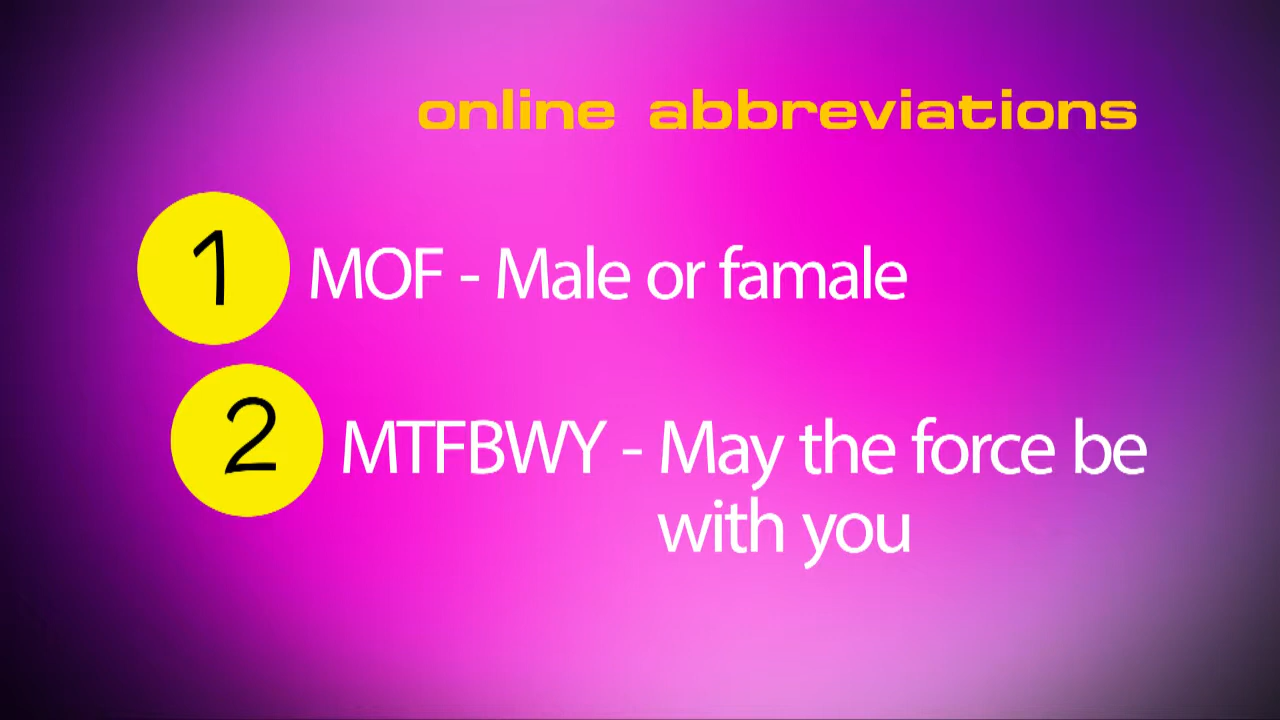 online abbreviations
1 MOF - Male or famale
2 MTFBWY - May the force be
with you